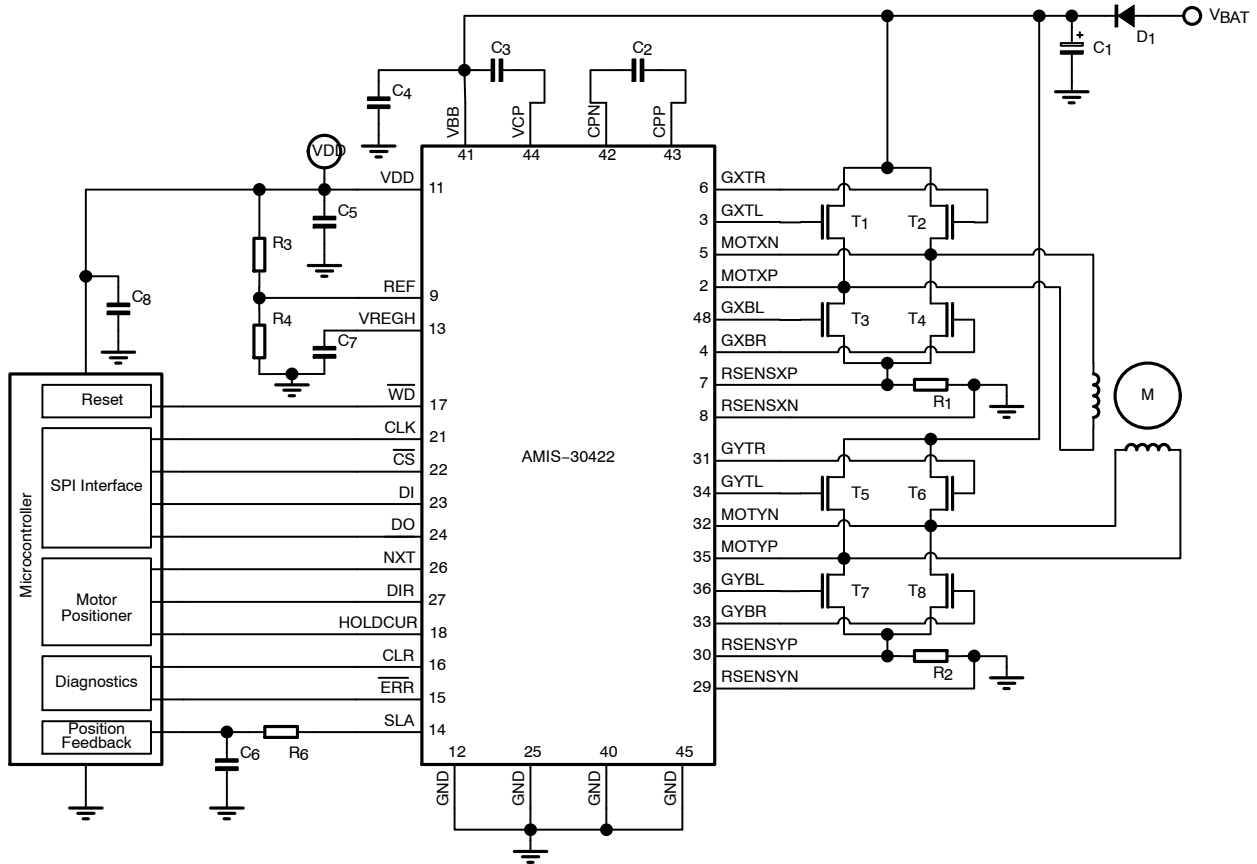 VBAT
D1
C1
C3
C2
C4
VBB
VCP
CPN
CPP
41
44
42
43
VDD
VDD
11
C5
R3
REF
9
R4
VREGH
13
C7
C8
Microcontroller
Reset
WD
17
SPI Interface
CLK
21
CS
22
DI
23
DO
24
Motor
Positioner
NXT
26
DIR
27
HOLDCUR
18
Diagnostics
CLR
16
ERR
15
Position
Feedback
SLA
14
C6
R6
AMIS-30422
6
GXTR
3
GXTL
T1
T2
5
MOTXN
2
MOTXP
48
GXBL
T3
T4
4
GXBR
7
RSENSXP
R1
8
RSENSXN
M
31
GYTR
34
GYTL
T5
T6
32
MOTYN
35
MOTYP
36
GYBL
T7
T8
33
GYBR
30
RSENSYP
R2
29
RSENSYN
12
25
40
45
GND
GND
GND
GND